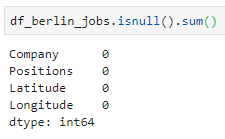 df_berlin_jobs.isnull().sum()
Company 0
Positions 0
Latitude 0
Longitude 0
dtype: int64